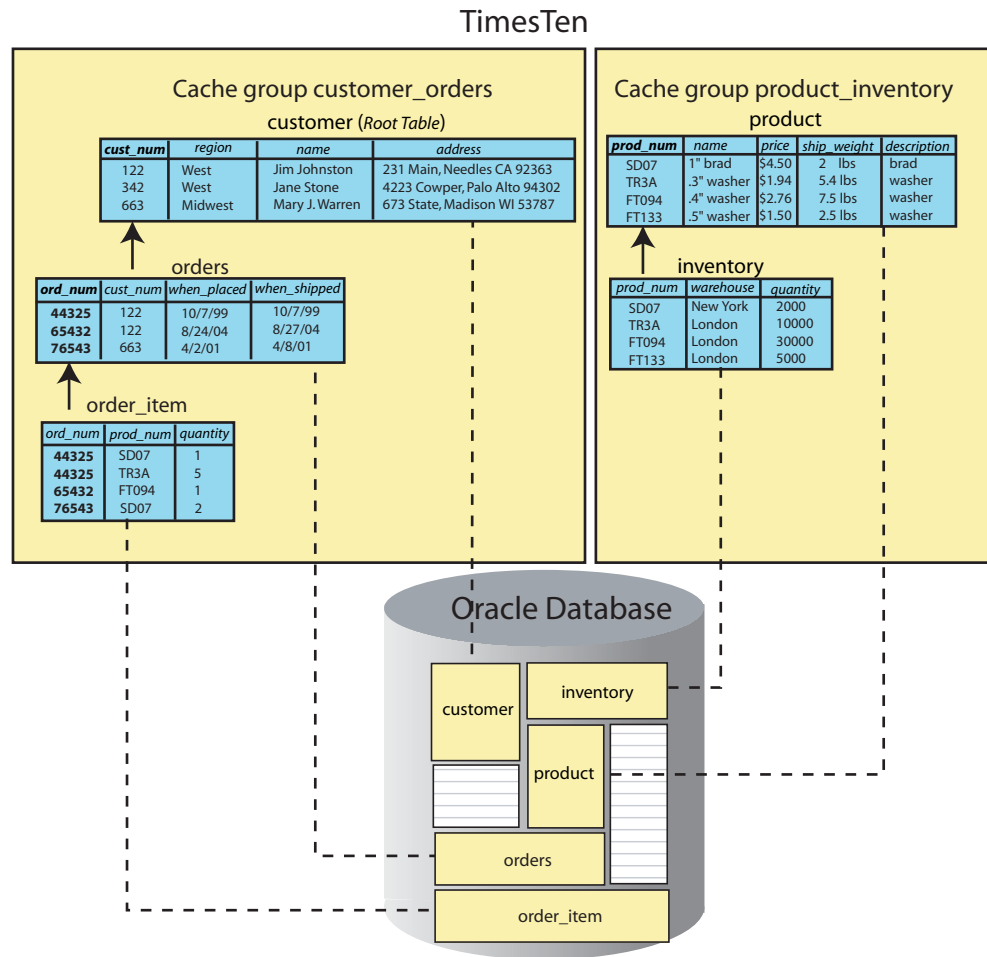 TimesTen
Cache group customer_orders
customer (Root Table)
cust_num region name address
122 West Jim Johnston 231 Main, Needles CA 92363
342 West Jane Stone 4223 Cowper, Palo Alto 94302
663 Midwest Mary J. Warren 673 State, Madison WI 53787
orders
ord_num cust_num when_placed when_shipped
44325 122 10/7/99 10/7/99
65432 122 8/24/04 8/27/04
76543 663 4/2/01 4/8/01
order_item
ord_num prod_num quantity
44325 SD07 1
44325 TR3A 5
65432 FT094 1
76543 SD07 2
Cache group product_inventory
product
prod_num name price ship_weight description
SD07 1" brad $4.50 2 lbs brad
TR3A .3" washer $1.94 5.4 lbs washer
FT094 .4" washer $2.76 7.5 lbs washer
FT133 .5" washer $1.50 2.5 lbs washer
inventory
prod_num warehouse quantity
SD07 New York 2000
TR3A London 10000
FT094 London 30000
FT133 London 5000
Oracle Database
customer
inventory
product
orders
order_item